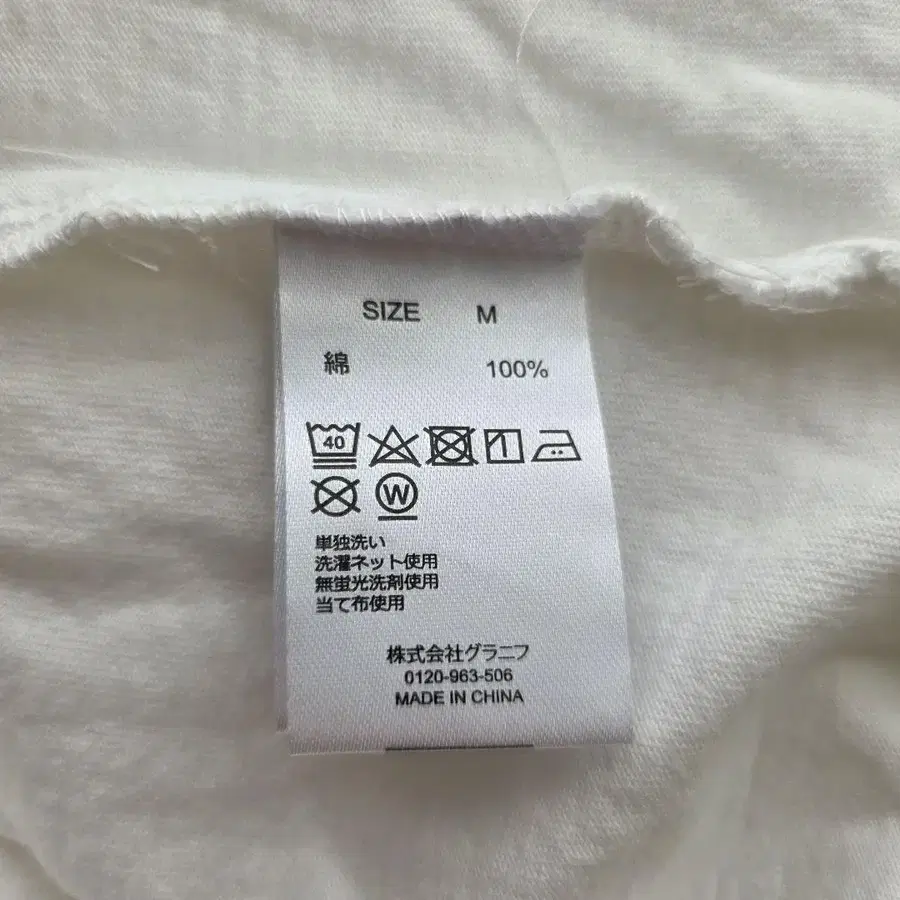 SIZE M
綿 100%
40
W
単独洗い
洗濯ネット使用
無蛍光洗剤使用
当て布使用
株式会社グラニフ
0120-963-506
MADE IN CHINA